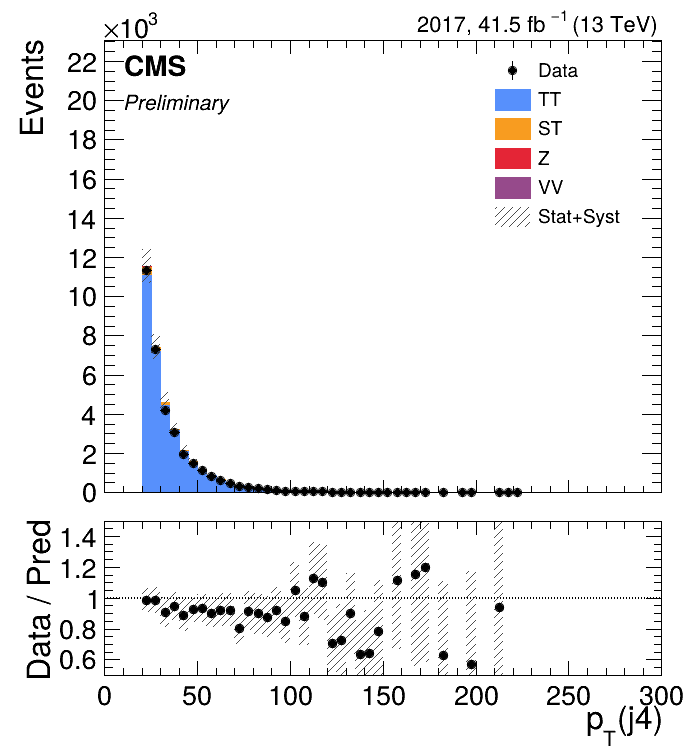 ×10³
2017, 41.5 fb⁻¹ (13 TeV)
Events
CMS
Preliminary
Data
TT
ST
Z
VV
Stat+Syst
22
20
18
16
14
12
10
8
6
4
2
0
Data / Pred
1.4
1.2
1
0.8
0.6
0 50 100 150 200 250 300
p_T(j4)